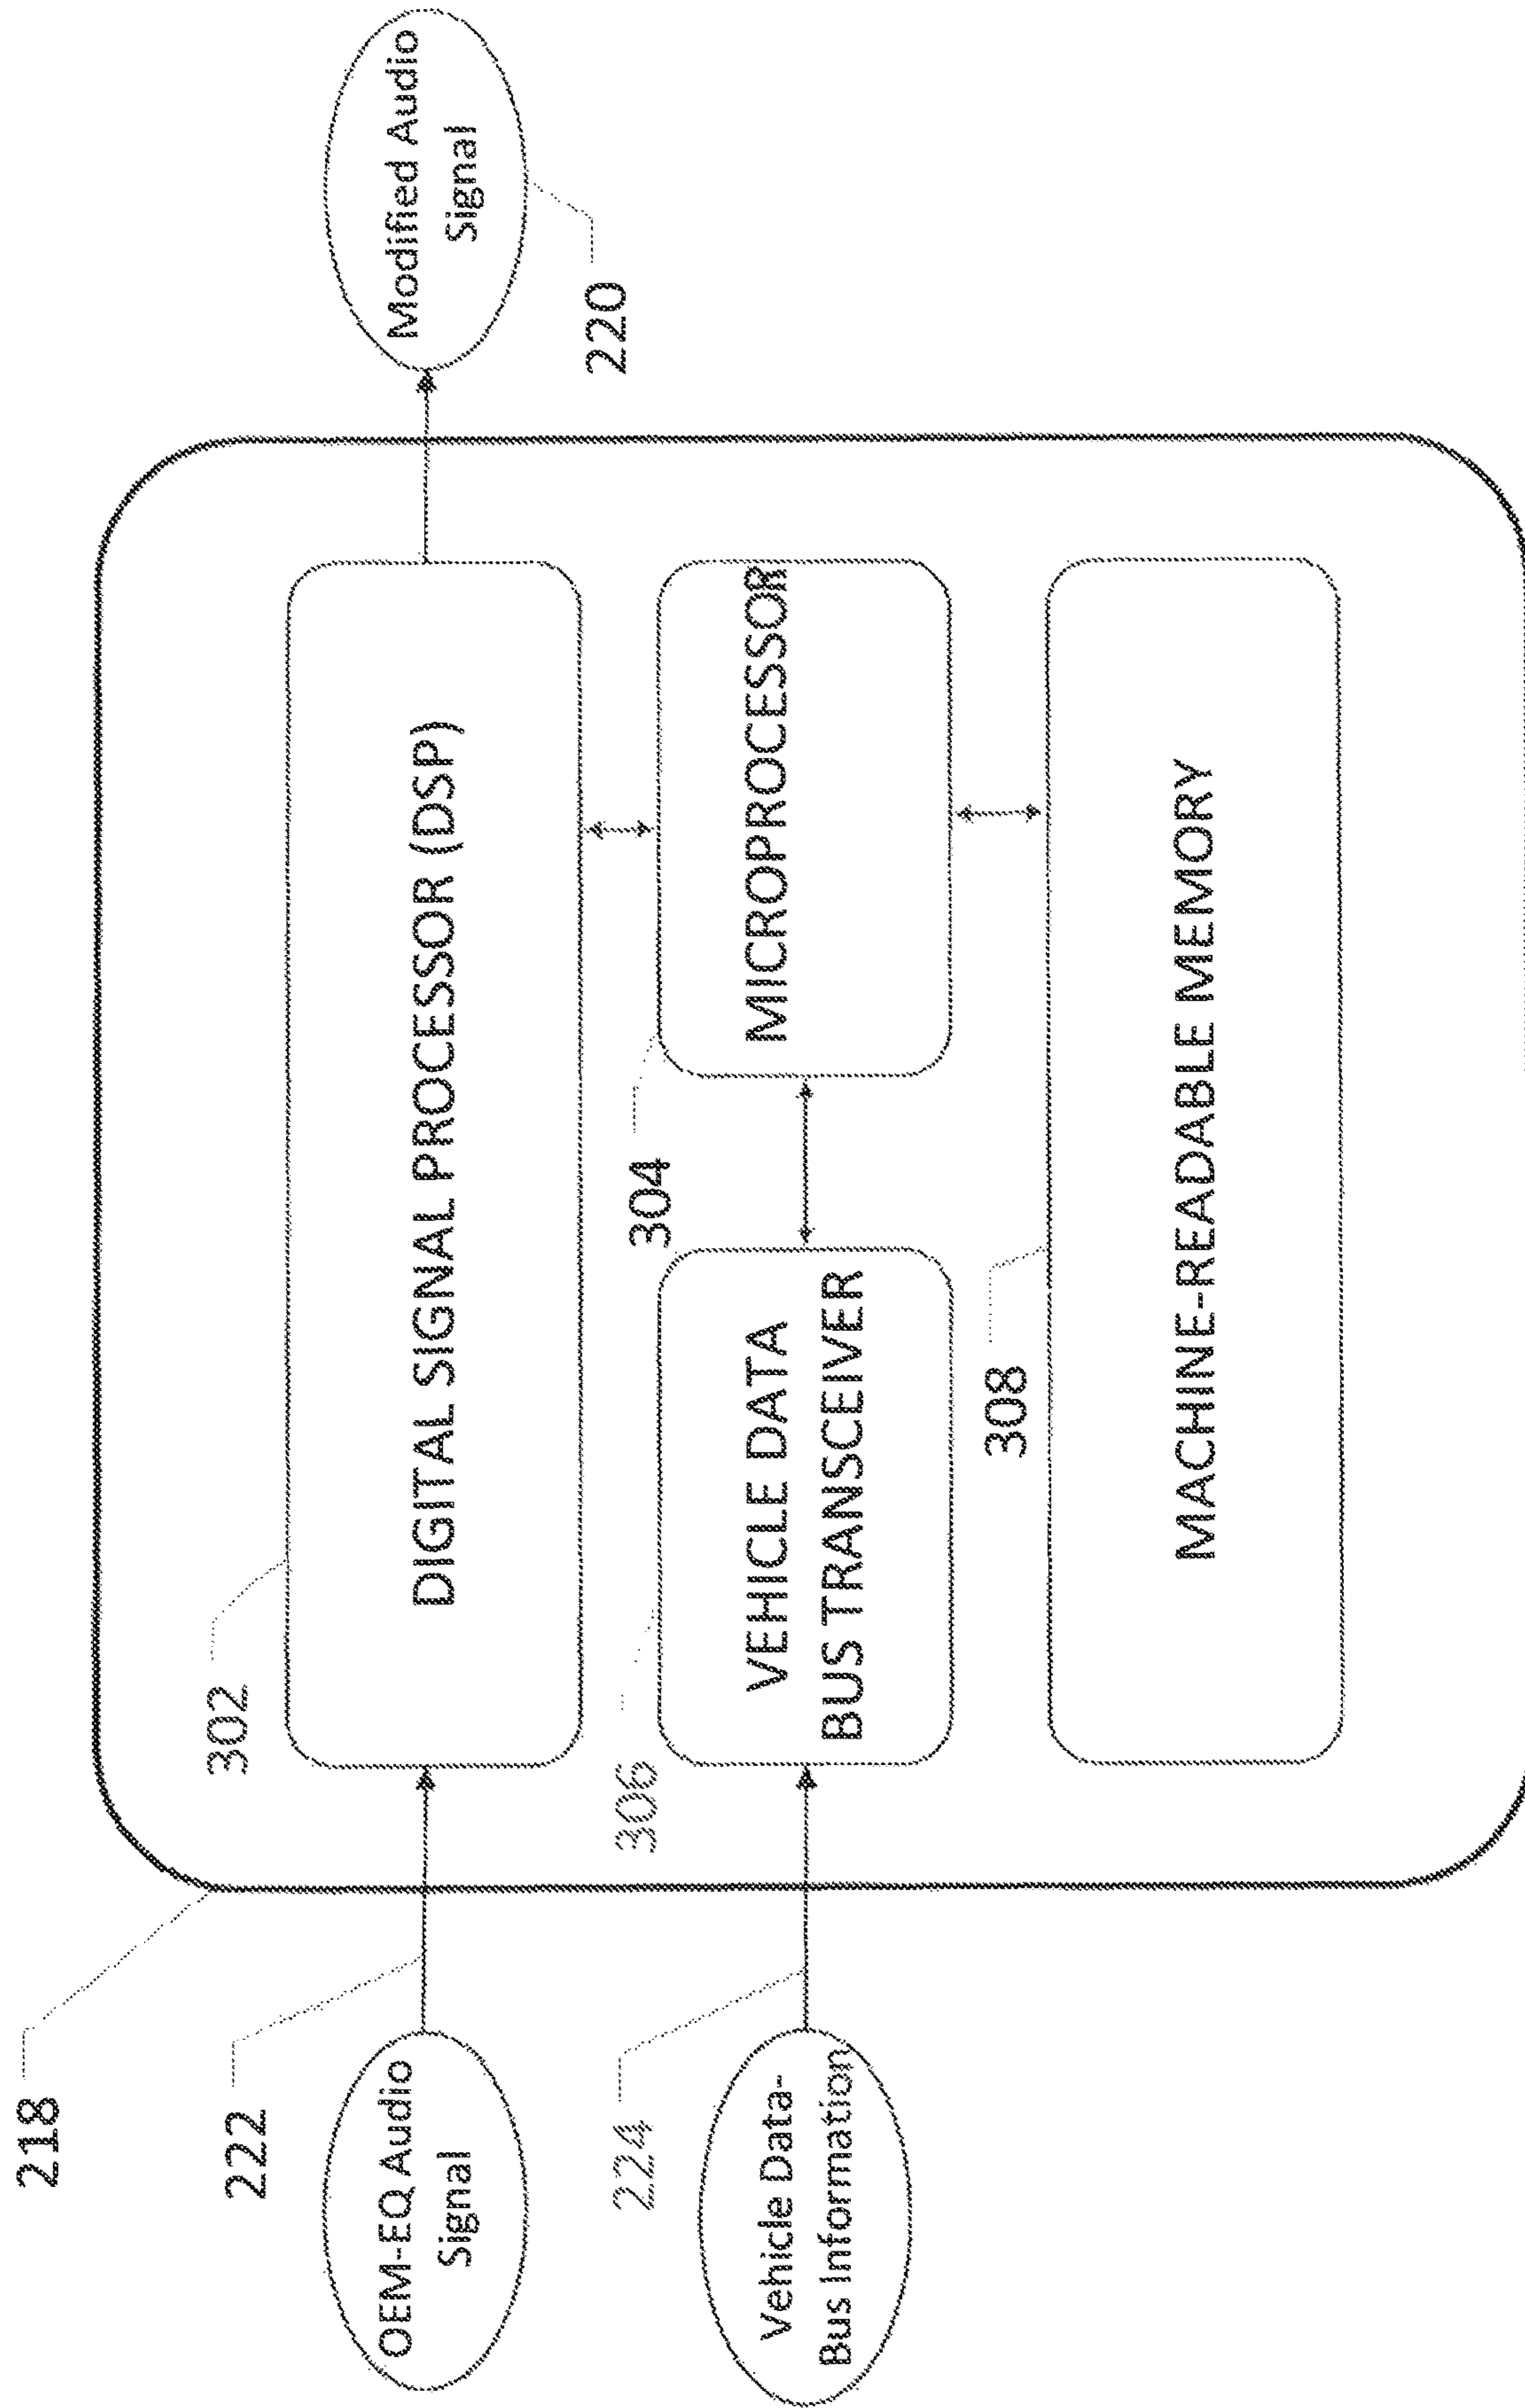 218
222
OEM-EQ Audio
Signal
302
DIGITAL SIGNAL PROCESSOR (DSP)
Modified Audio
Signal
220
224
Vehicle Data-
Bus Information
306
VEHICLE DATA
BUS TRANSCEIVER
304
MICROPROCESSOR
308
MACHINE-READABLE MEMORY